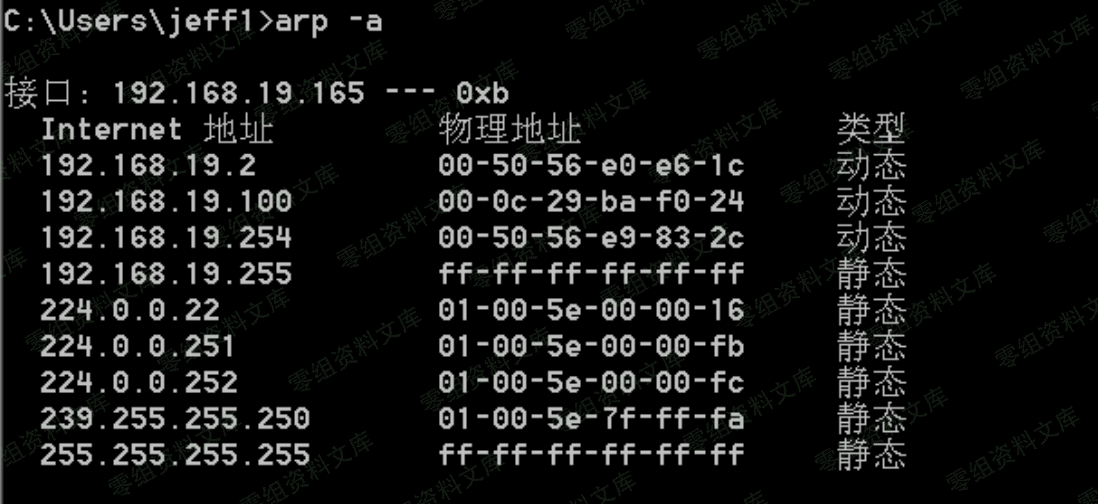 C:\Users\jeff1>arp -a
接口: 192.168.19.165 --- 0xb
Internet 地址 物理地址 类型
192.168.19.2 00-50-56-e0-e6-1c 动态
192.168.19.100 00-0c-29-ba-f0-24 动态
192.168.19.254 00-50-56-e9-83-2c 动态
192.168.19.255 ff-ff-ff-ff-ff-ff 静态
224.0.0.22 01-00-5e-00-00-16 静态
224.0.0.251 01-00-5e-00-00-fb 静态
224.0.0.252 01-00-5e-00-00-fc 静态
239.255.255.250 01-00-5e-7f-ff-fa 静态
255.255.255.255 ff-ff-ff-ff-ff-ff 静态
零组资料文库